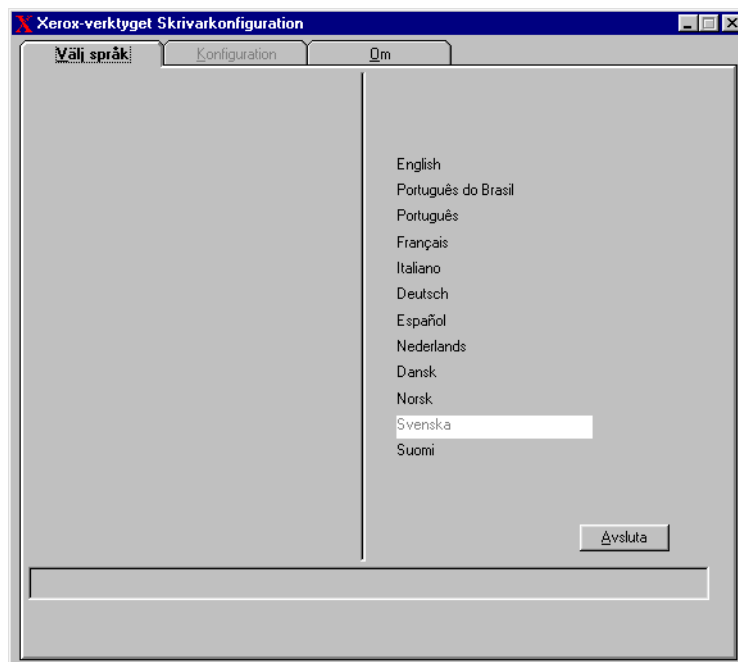 Xerox-verktyget Skrivarkonfiguration
Välj språk Konfiguration Om
English
Português do Brasil
Português
Français
Italiano
Deutsch
Español
Nederlands
Dansk
Norsk
Svenska
Suomi
Avsluta